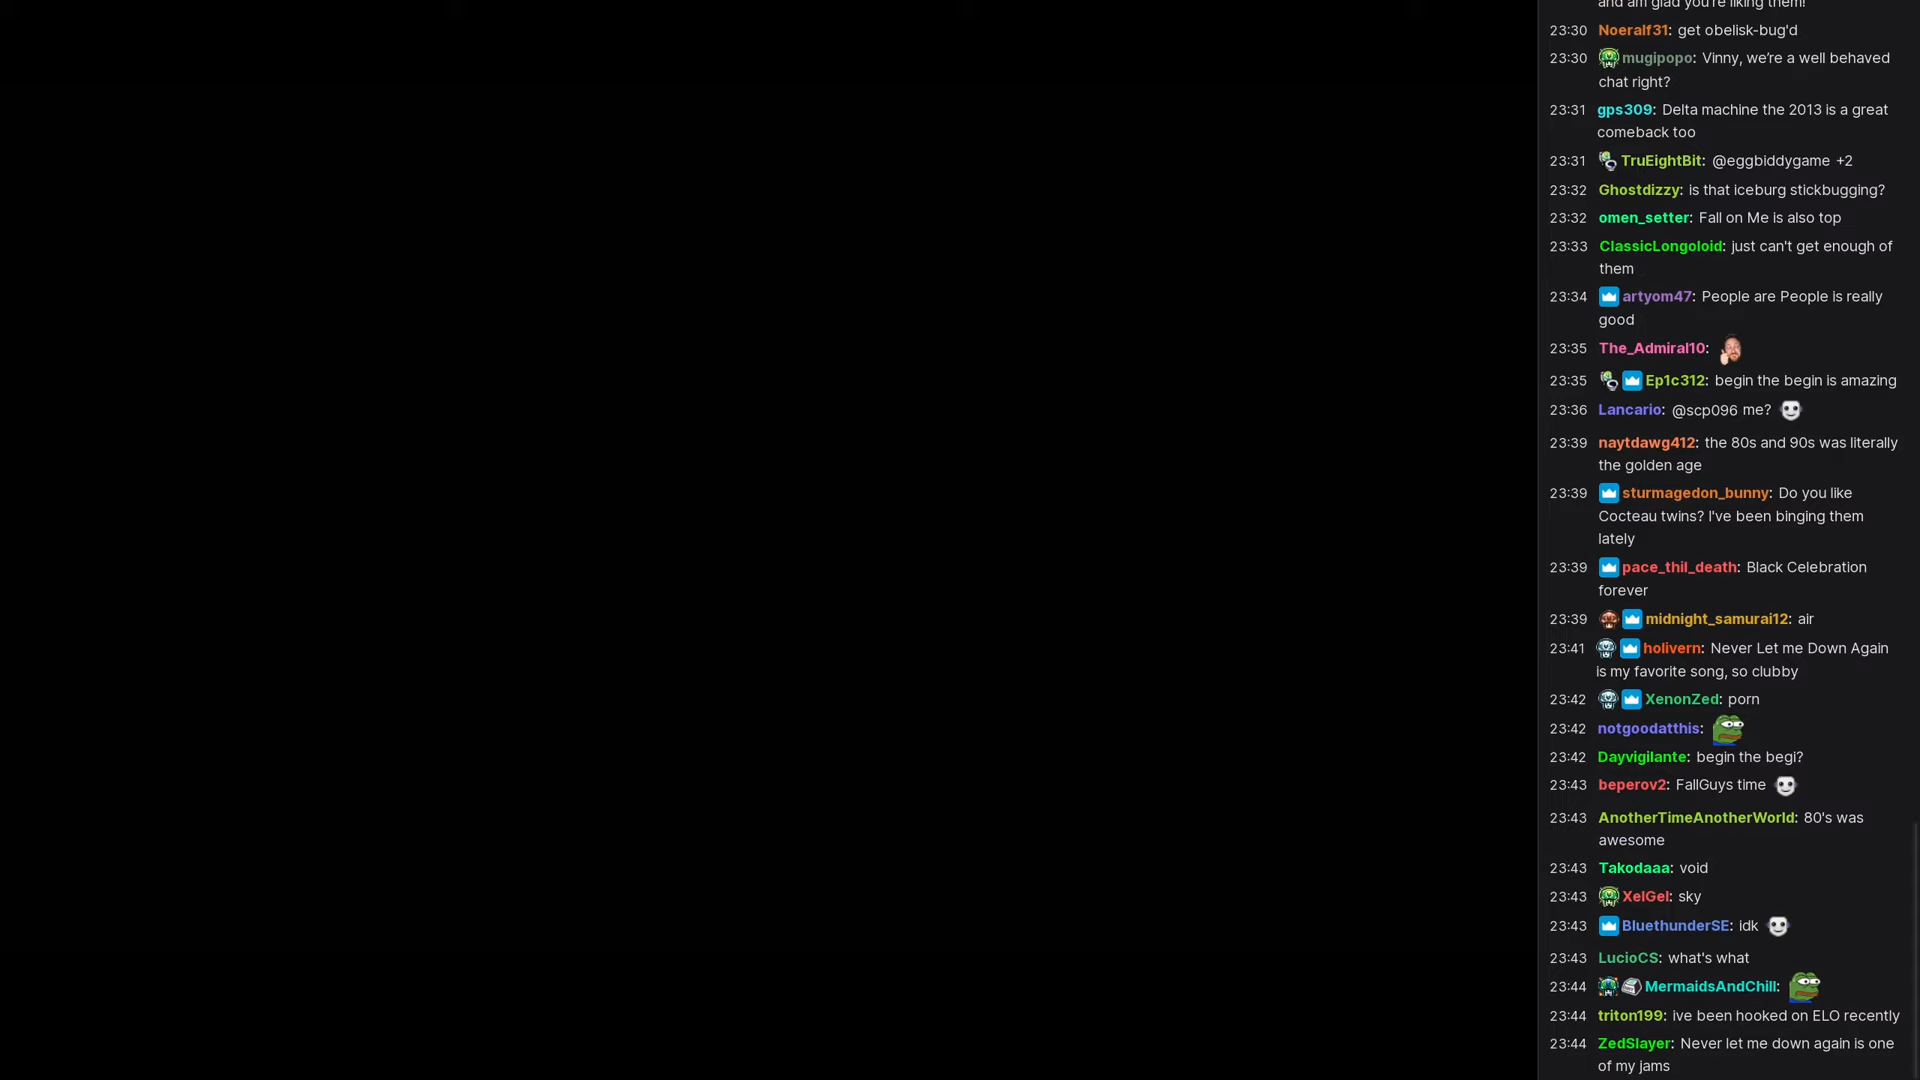 and am glad you're liking them!
23:30 Noeralf31: get obelisk-bug'd
23:30 mugipopo: Vinny, we're a well behaved
chat right?
23:31 gps309: Delta machine the 2013 is a great
comeback too
23:31 TruEightBit: @eggbiddygame +2
23:32 Ghostdizzy: is that iceburg stickbugging?
23:32 omen_setter: Fall on Me is also top
23:33 ClassicLongoloid: just can't get enough of
them
23:34 artyom47: People are People is really
good
23:35 The_Admiral10:
23:35 Ep1c312: begin the begin is amazing
23:36 Lancario: @scp096 me?
23:39 naytdawg412: the 80s and 90s was literally
the golden age
23:39 sturmagedon_bunny: Do you like
Cocteau twins? I've been binging them
lately
23:39 pace_thil_death: Black Celebration
forever
23:39 midnight_samurai12: air
23:41 holivern: Never Let me Down Again
is my favorite song, so clubby
23:42 XenonZed: porn
23:42 notgoodatthis:
23:42 Dayvigilante: begin the begi?
23:43 beperov2: FallGuys time
23:43 AnotherTimeAnotherWorld: 80's was
awesome
23:43 Takodaaa: void
23:43 XelGel: sky
23:43 BluethunderSE: idk
23:43 LucioCS: what's what
23:44 MermaidsAndChill:
23:44 triton199: ive been hooked on ELO recently
23:44 ZedSlayer: Never let me down again is one
of my jams